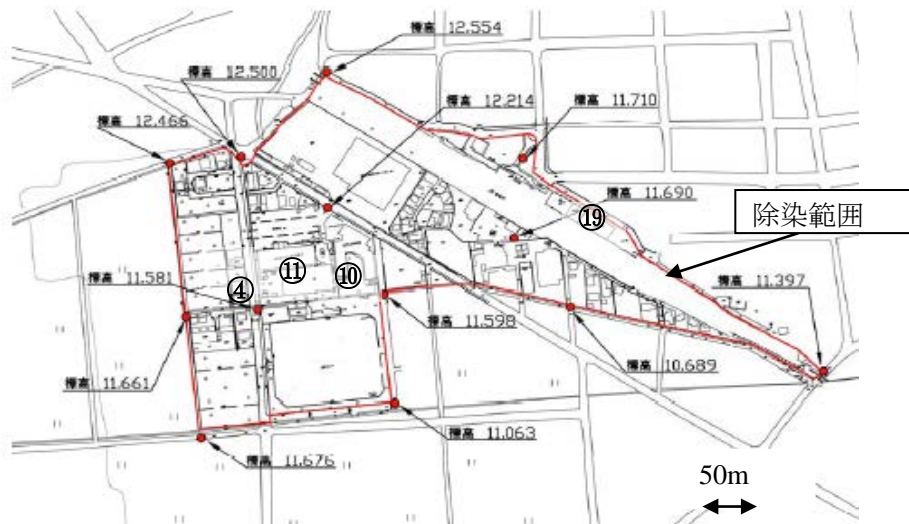 標高 12.554
標高 12.500
標高 12.214
標高 12.466
標高 11.710
標高 11.690
⑲
除染範囲
標高 11.581
④
⑪
⑩
標高 11.397
11.598
標高 11.661
標高 10.689
標高 11.063
標高 11.676
50m